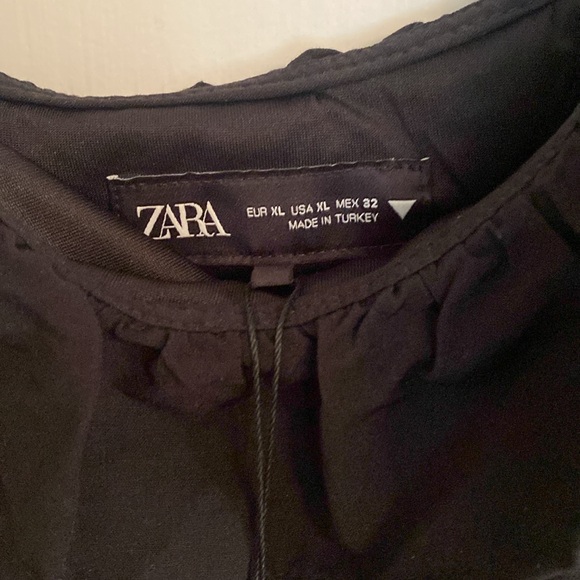 ZARA
EUR XL USA XL MEX 32
MADE IN TURKEY